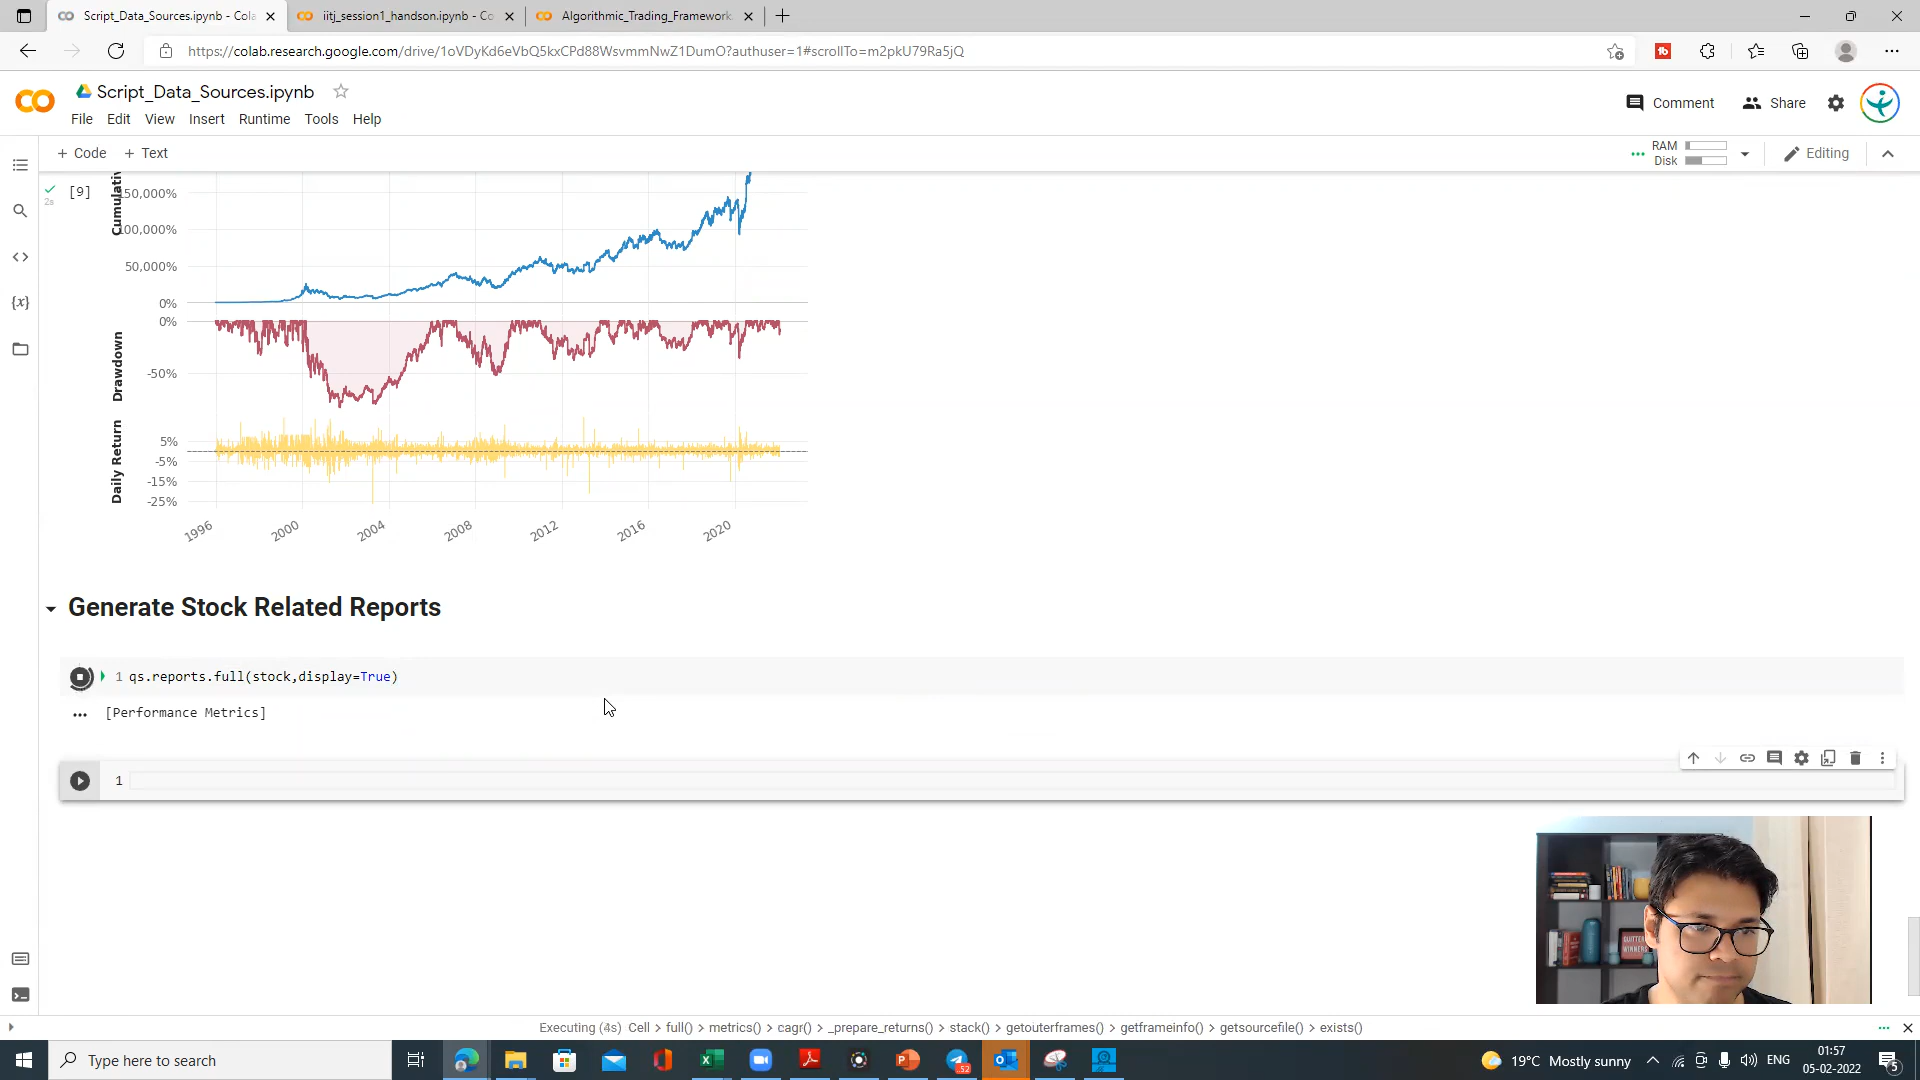 Script_Data_Sources.ipynb - Cola
iitj_session1_handson.ipynb - Co
Algorithmic_Trading_Framework.
https://colab.research.google.com/drive/1oVDyKd6eVbQ5kxCPd88WsvmmNwZ1DumO?authuser=1#scrollTo=m2pkU79Ra5jQ
Script_Data_Sources.ipynb
Comment
Share
File Edit View Insert Runtime Tools Help
+ Code + Text
RAM
Disk
Editing
[9]
2s
Cumulativ
150,000%
100,000%
50,000%
0%
0%
Drawdown
-50%
Daily Return
5%
-5%
-15%
-25%
1996 2000 2004 2008 2012 2016 2020
Generate Stock Related Reports
1 qs.reports.full(stock,display=True)
... [Performance Metrics]
1
Executing (4s) Cell > full() > metrics() > cagr() > _prepare_returns() > stack() > getouterframes() > getframeinfo() > getsourcefile() > exists()
Type here to search
52
19°C Mostly sunny
ENG
01:57
05-02-2022
5